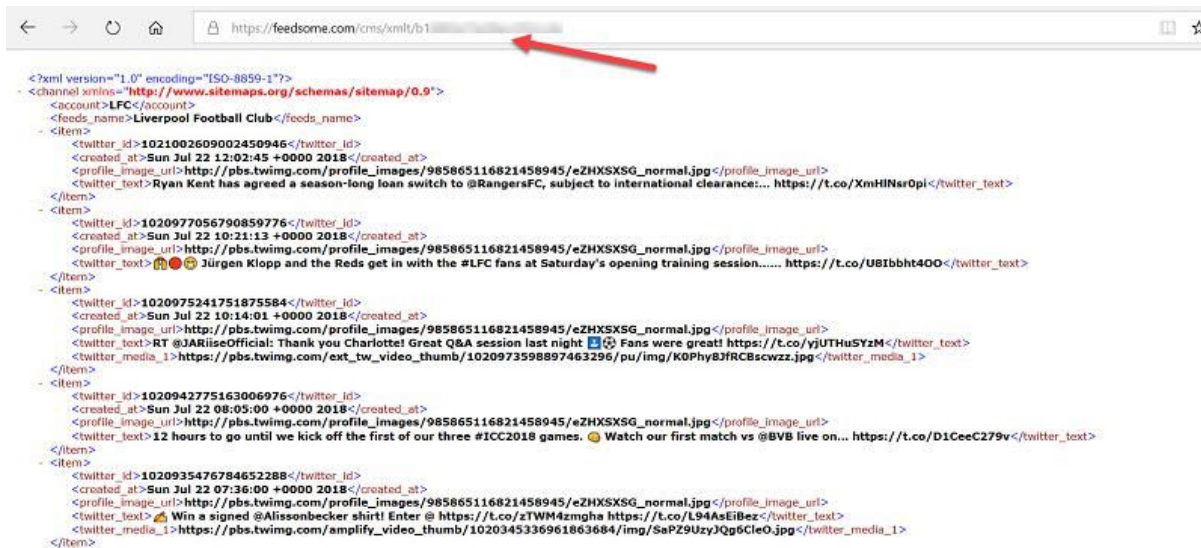 https://feedsome.com/cms/xmlt/b1
<?xml version="1.0" encoding="ISO-8859-1"?>
- <channel xmlns="http://www.sitemaps.org/schemas/sitemap/0.9">
<account>LFC</account>
<feeds_name>Liverpool Football Club</feeds_name>
- <item>
<twitter_id>1021002609002450946</twitter_id>
<created_at>Sun Jul 22 12:02:45 +0000 2018</created_at>
<profile_image_url>http://pbs.twimg.com/profile_images/985865116821458945/eZHXSXSG_normal.jpg</profile_image_url>
<twitter_text>Ryan Kent has agreed a season-long loan switch to @RangersFC, subject to international clearance:... https://t.co/XmHlNsr0pi</twitter_text>
</item>
- <item>
<twitter_id>1020977056790859776</twitter_id>
<created_at>Sun Jul 22 10:21:13 +0000 2018</created_at>
<profile_image_url>http://pbs.twimg.com/profile_images/985865116821458945/eZHXSXSG_normal.jpg</profile_image_url>
<twitter_text>Jürgen Klopp and the Reds get in with the #LFC fans at Saturday's opening training session...... https://t.co/U8Ibbht4OO</twitter_text>
</item>
- <item>
<twitter_id>1020975241751875584</twitter_id>
<created_at>Sun Jul 22 10:14:01 +0000 2018</created_at>
<profile_image_url>http://pbs.twimg.com/profile_images/985865116821458945/eZHXSXSG_normal.jpg</profile_image_url>
<twitter_text>RT @JARiiseOfficial: Thank you Charlotte! Great Q&A session last night ⬇️⚽ Fans were great! https://t.co/yjUTHuSYzM</twitter_text>
<twitter_media_1>https://pbs.twimg.com/ext_tw_video_thumb/1020973598897463296/pu/img/K0Phy8JfRCBscwzz.jpg</twitter_media_1>
</item>
- <item>
<twitter_id>1020942775163006976</twitter_id>
<created_at>Sun Jul 22 08:05:00 +0000 2018</created_at>
<profile_image_url>http://pbs.twimg.com/profile_images/985865116821458945/eZHXSXSG_normal.jpg</profile_image_url>
<twitter_text>12 hours to go until we kick off the first of our three #ICC2018 games. Watch our first match vs @BVB live on... https://t.co/D1CeeC279v</twitter_text>
</item>
- <item>
<twitter_id>1020935476784652288</twitter_id>
<created_at>Sun Jul 22 07:36:00 +0000 2018</created_at>
<profile_image_url>http://pbs.twimg.com/profile_images/985865116821458945/eZHXSXSG_normal.jpg</profile_image_url>
<twitter_text>✍ Win a signed @Alissonbecker shirt! Enter @ https://t.co/zTWM4zmgha https://t.co/L94AsEiBez</twitter_text>
<twitter_media_1>https://pbs.twimg.com/amplify_video_thumb/1020345336961863684/img/SaPZ9UzyJQg6CleO.jpg</twitter_media_1>
</item>